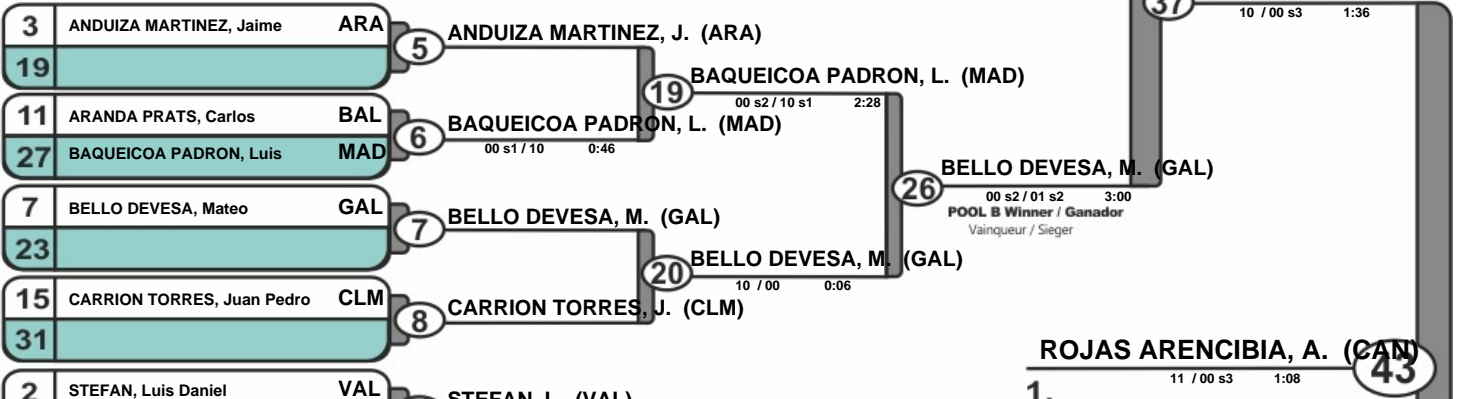 3 ANDUIZA MARTINEZ, Jaime ARA
19
5
ANDUIZA MARTINEZ, J. (ARA)
11 ARANDA PRATS, Carlos BAL
27 BAQUEICOA PADRON, Luis MAD
6
BAQUEICOA PADRON, L. (MAD)
00 s1 / 10 0:46
19
BAQUEICOA PADRON, L. (MAD)
00 s2 / 10 s1 2:28
7 BELLO DEVESA, Mateo GAL
23
7
BELLO DEVESA, M. (GAL)
15 CARRION TORRES, Juan Pedro CLM
31
8
CARRION TORRES, J. (CLM)
20
BELLO DEVESA, M. (GAL)
10 / 00 0:06
26
BELLO DEVESA, M. (GAL)
00 s2 / 01 s2 3:00
POOL B Winner / Ganador
Vainqueur / Sieger
37
10 / 00 s3 1:36
ROJAS ARENCIBIA, A. (CAN)
43
11 / 00 s3 1:08
1.
2 STEFAN, Luis Daniel VAL
STEFAN, L. (VAL)